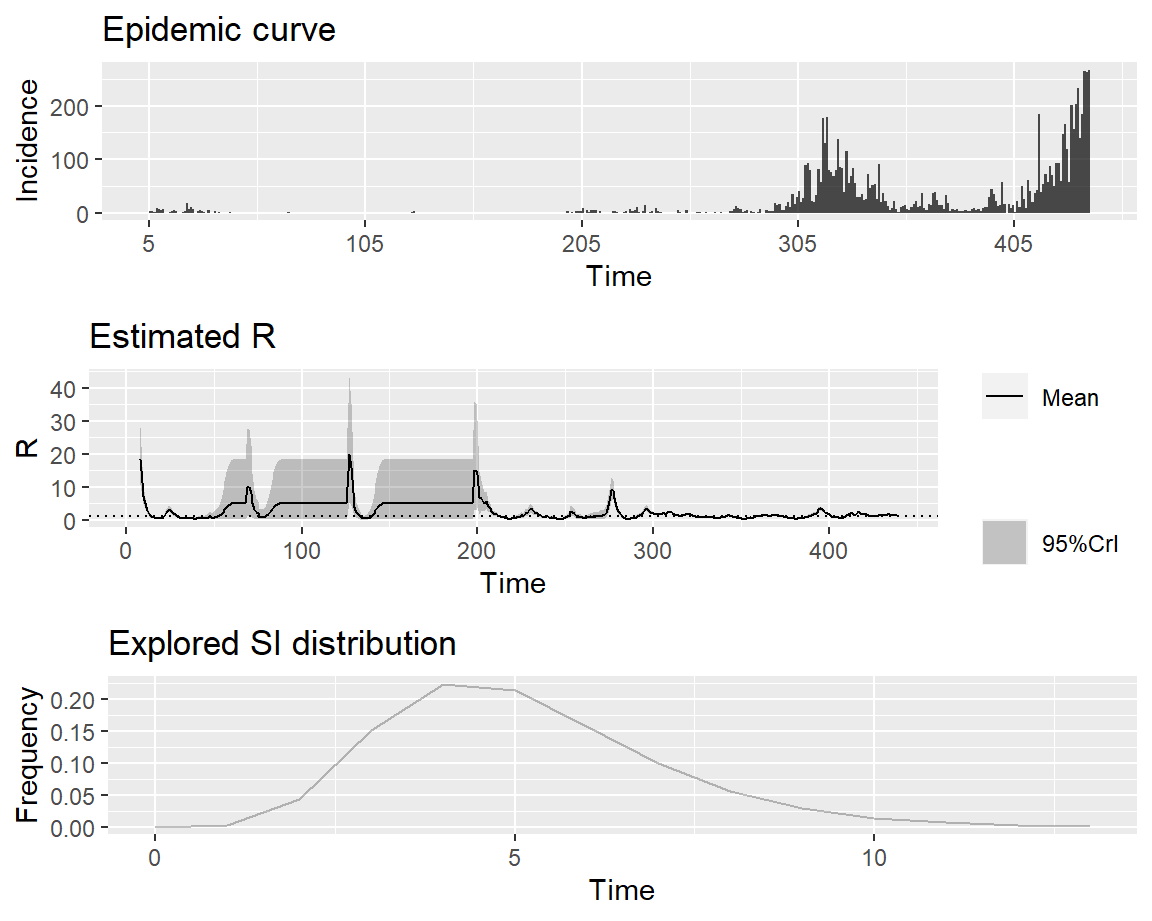 Epidemic curve
Incidence
200
100
0
5 105 205 305 405
Time
Estimated R
R
40
30
20
10
0
0 100 200 300 400
Time
Mean
95%CrI
Explored SI distribution
Frequency
0.20
0.15
0.10
0.05
0.00
0 5 10
Time